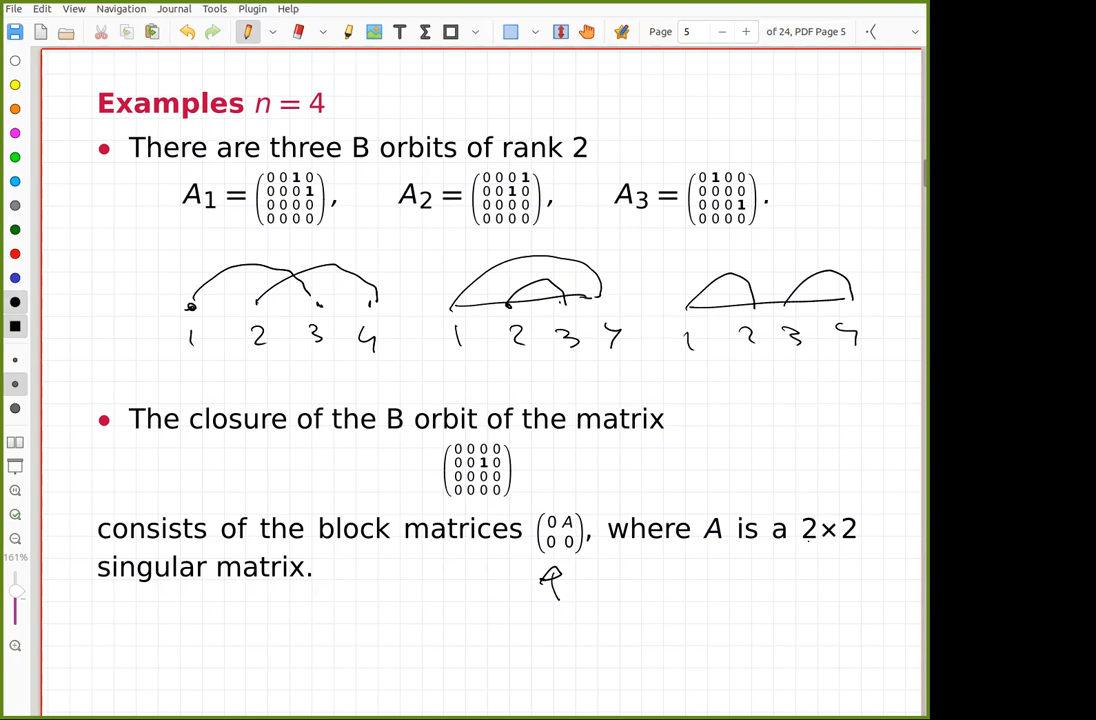 File Edit View Navigation Journal Tools Plugin Help
Page 5 of 24, PDF Page 5
Examples n = 4
• There are three B orbits of rank 2
A1 = (0 0 1 0, A2 = (0 0 0 1, A3 = (0 1 0 0
0 0 0 1 0 0 1 0 0 0 0 0
0 0 0 0 0 0 0 0 0 0 0 1
0 0 0 0), 0 0 0 0), 0 0 0 0).
1 2 3 4 1 2 3 4 1 2 3 4
• The closure of the B orbit of the matrix
(0 0 0 0
0 0 1 0
0 0 0 0
0 0 0 0)
consists of the block matrices (0 A
0 0), where A is a 2×2
singular matrix.
161%